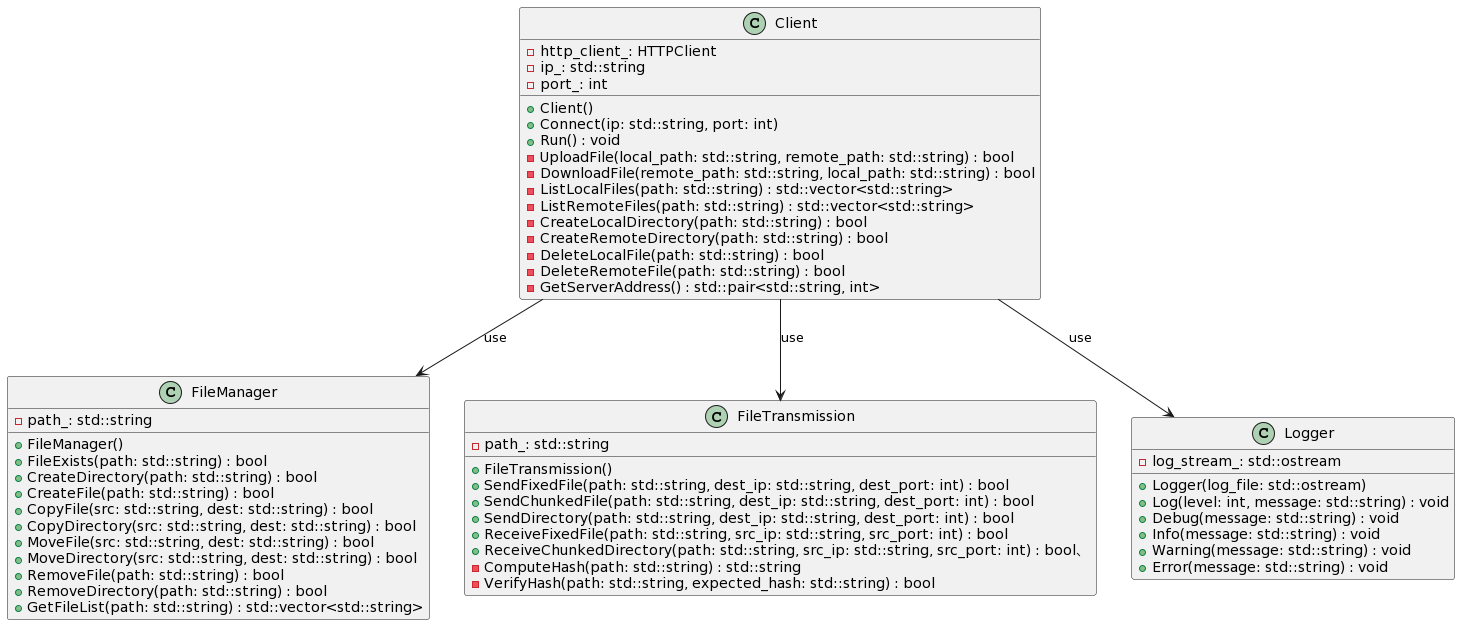 C Client
http_client_: HTTPClient
ip_: std::string
port_: int
Client()
Connect(ip: std::string, port: int)
Run() : void
UploadFile(local_path: std::string, remote_path: std::string) : bool
DownloadFile(remote_path: std::string, local_path: std::string) : bool
ListLocalFiles(path: std::string) : std::vector<std::string>
ListRemoteFiles(path: std::string) : std::vector<std::string>
CreateLocalDirectory(path: std::string) : bool
CreateRemoteDirectory(path: std::string) : bool
DeleteLocalFile(path: std::string) : bool
DeleteRemoteFile(path: std::string) : bool
GetServerAddress() : std::pair<std::string, int>
use
use
use
C FileManager
path_: std::string
FileManager()
FileExists(path: std::string) : bool
CreateDirectory(path: std::string) : bool
CreateFile(path: std::string) : bool
CopyFile(src: std::string, dest: std::string) : bool
CopyDirectory(src: std::string, dest: std::string) : bool
MoveFile(src: std::string, dest: std::string) : bool
MoveDirectory(src: std::string, dest: std::string) : bool
RemoveFile(path: std::string) : bool
RemoveDirectory(path: std::string) : bool
GetFileList(path: std::string) : std::vector<std::string>
C FileTransmission
path_: std::string
FileTransmission()
SendFixedFile(path: std::string, dest_ip: std::string, dest_port: int) : bool
SendChunkedFile(path: std::string, dest_ip: std::string, dest_port: int) : bool
SendDirectory(path: std::string, dest_ip: std::string, dest_port: int) : bool
ReceiveFixedFile(path: std::string, src_ip: std::string, src_port: int) : bool
ReceiveChunkedDirectory(path: std::string, src_ip: std::string, src_port: int) : bool、
ComputeHash(path: std::string) : std::string
VerifyHash(path: std::string, expected_hash: std::string) : bool
C Logger
log_stream_: std::ostream
Logger(log_file: std::ostream)
Log(level: int, message: std::string) : void
Debug(message: std::string) : void
Info(message: std::string) : void
Warning(message: std::string) : void
Error(message: std::string) : void